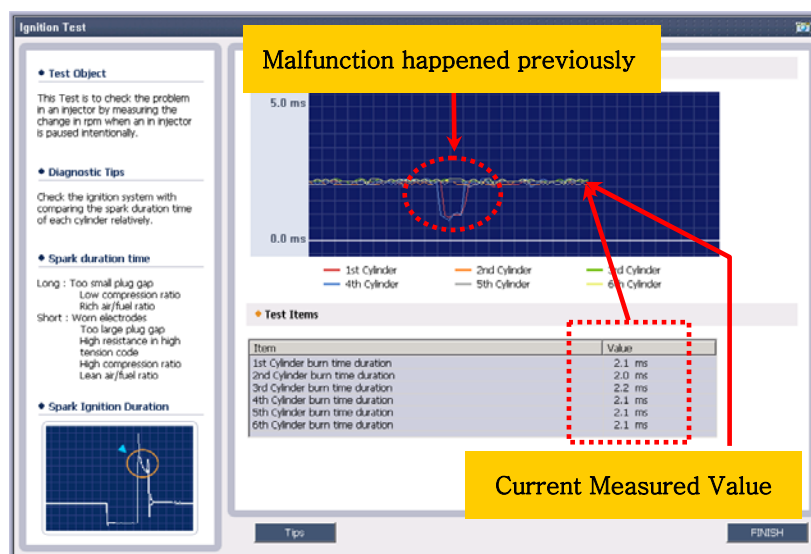 Ignition Test
Malfunction happened previously
◆ Test Object
This Test is to check the problem
in an injector by measuring the
change in rpm when an in injector
is paused intentionally.
◆ Diagnostic Tips
Check the ignition system with
comparing the spark duration time
of each cylinder relatively.
◆ Spark duration time
Long : Too small plug gap
Low compression ratio
Rich air/fuel ratio
Short : Worn electrodes
Too large plug gap
High resistance in high
tension code
High compression ratio
Lean air/fuel ratio
◆ Spark Ignition Duration
5.0 ms
0.0 ms
1st Cylinder 2nd Cylinder 3rd Cylinder
4th Cylinder 5th Cylinder 6th Cylinder
◆ Test Items
Item Value
1st Cylinder burn time duration 2.1 ms
2nd Cylinder burn time duration 2.0 ms
3rd Cylinder burn time duration 2.2 ms
4th Cylinder burn time duration 2.1 ms
5th Cylinder burn time duration 2.1 ms
6th Cylinder burn time duration 2.1 ms
Current Measured Value
Tips
FINISH